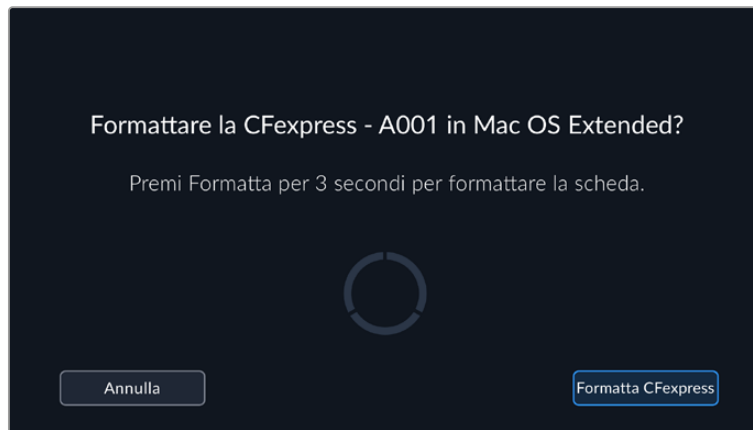 Formattare la CFexpress - A001 in Mac OS Extended?
Premi Formatta per 3 secondi per formattare la scheda.
Annulla
Formatta CFexpress